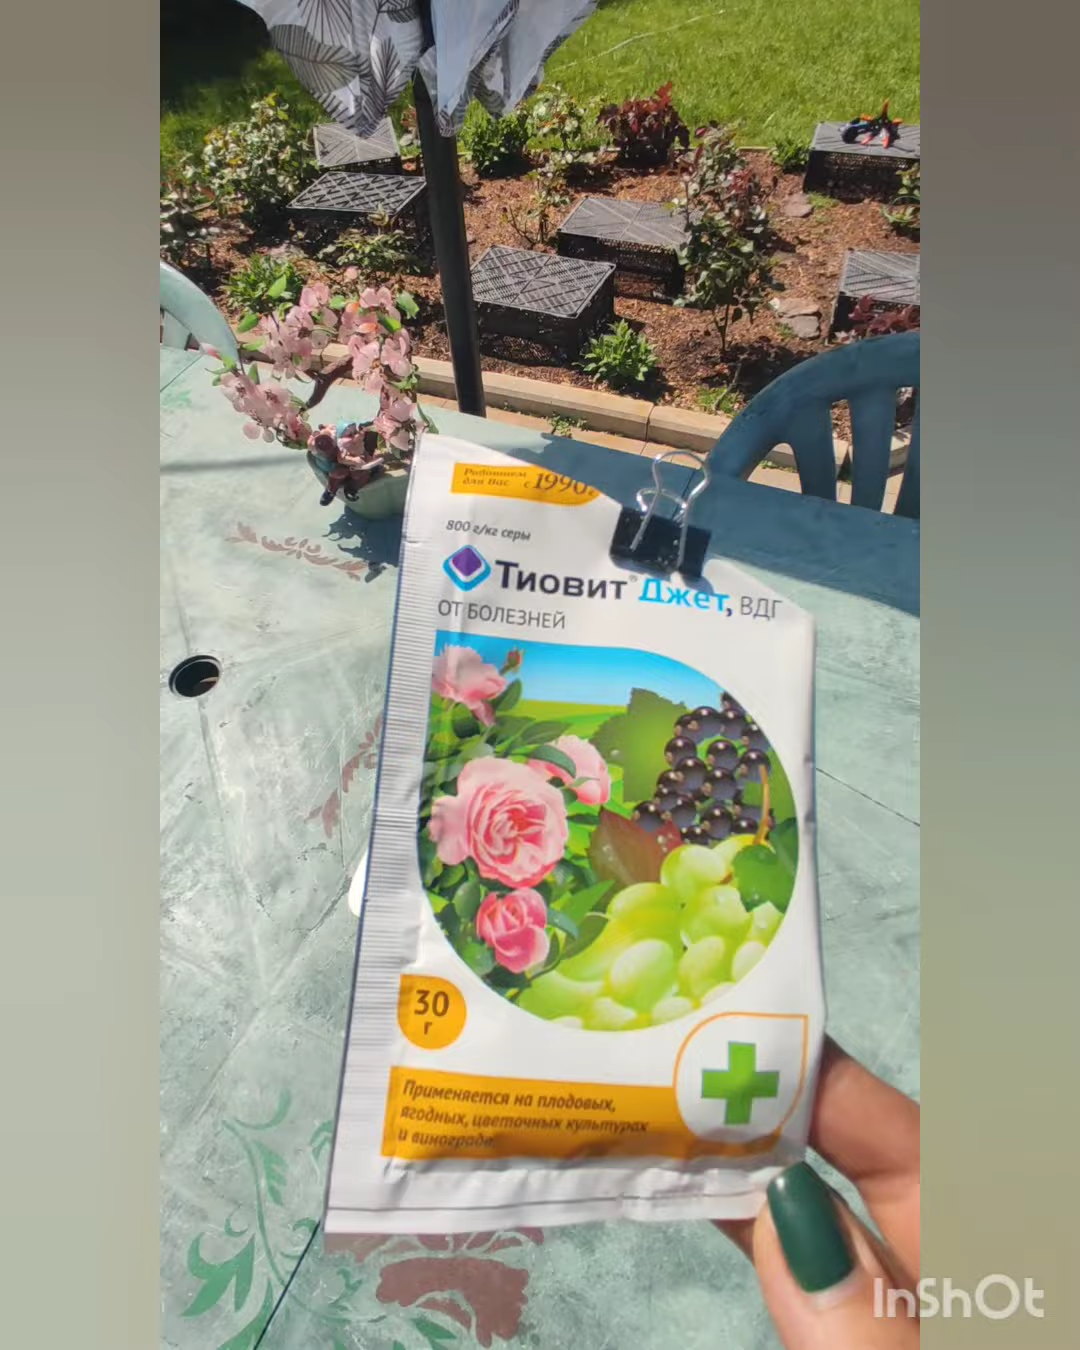 Работаем
для Вас с 1990г
800 г/кг серы
Тиовит® Джет, ВДГ
ОТ БОЛЕЗНЕЙ
30
г
Применяется на плодовых,
ягодных, цветочных культурах
и винограде.
InShOt